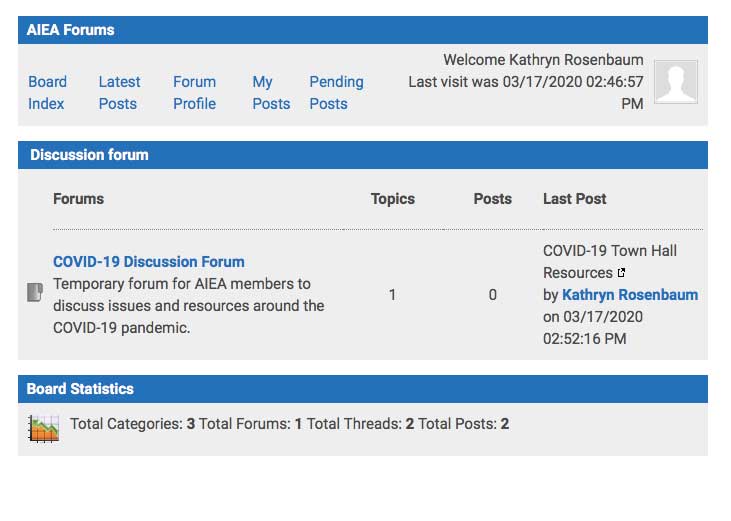 AIEA Forums
Board Index
Latest Posts
Forum Profile
My Posts
Pending Posts
Welcome Kathryn Rosenbaum
Last visit was 03/17/2020 02:46:57
PM
Discussion forum
Forums Topics Posts Last Post
COVID-19 Discussion Forum
Temporary forum for AIEA members to
discuss issues and resources around the
COVID-19 pandemic.
1
0
COVID-19 Town Hall
Resources
by Kathryn Rosenbaum
on 03/17/2020
02:52:16 PM
Board Statistics
Total Categories: 3 Total Forums: 1 Total Threads: 2 Total Posts: 2